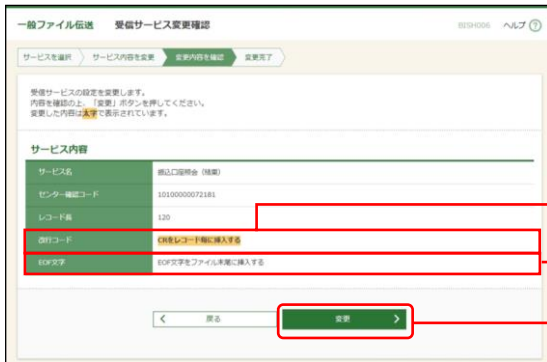 一般ファイル伝送 受信サービス変更確認 BISH006 ヘルプ ?
サービスを選択 サービス内容を変更 変更内容を確認 変更完了
受信サービスの設定を変更します。
内容を確認の上、「変更」ボタンを押してください。
変更した内容は太字で表示されています。
サービス内容
サービス名 振込口座照会（結果）
センター確認コード 10100000072181
レコード長 120
改行コード CRをレコード毎に挿入する
EOF文字 EOF文字をファイル末尾に挿入する
戻る 変更